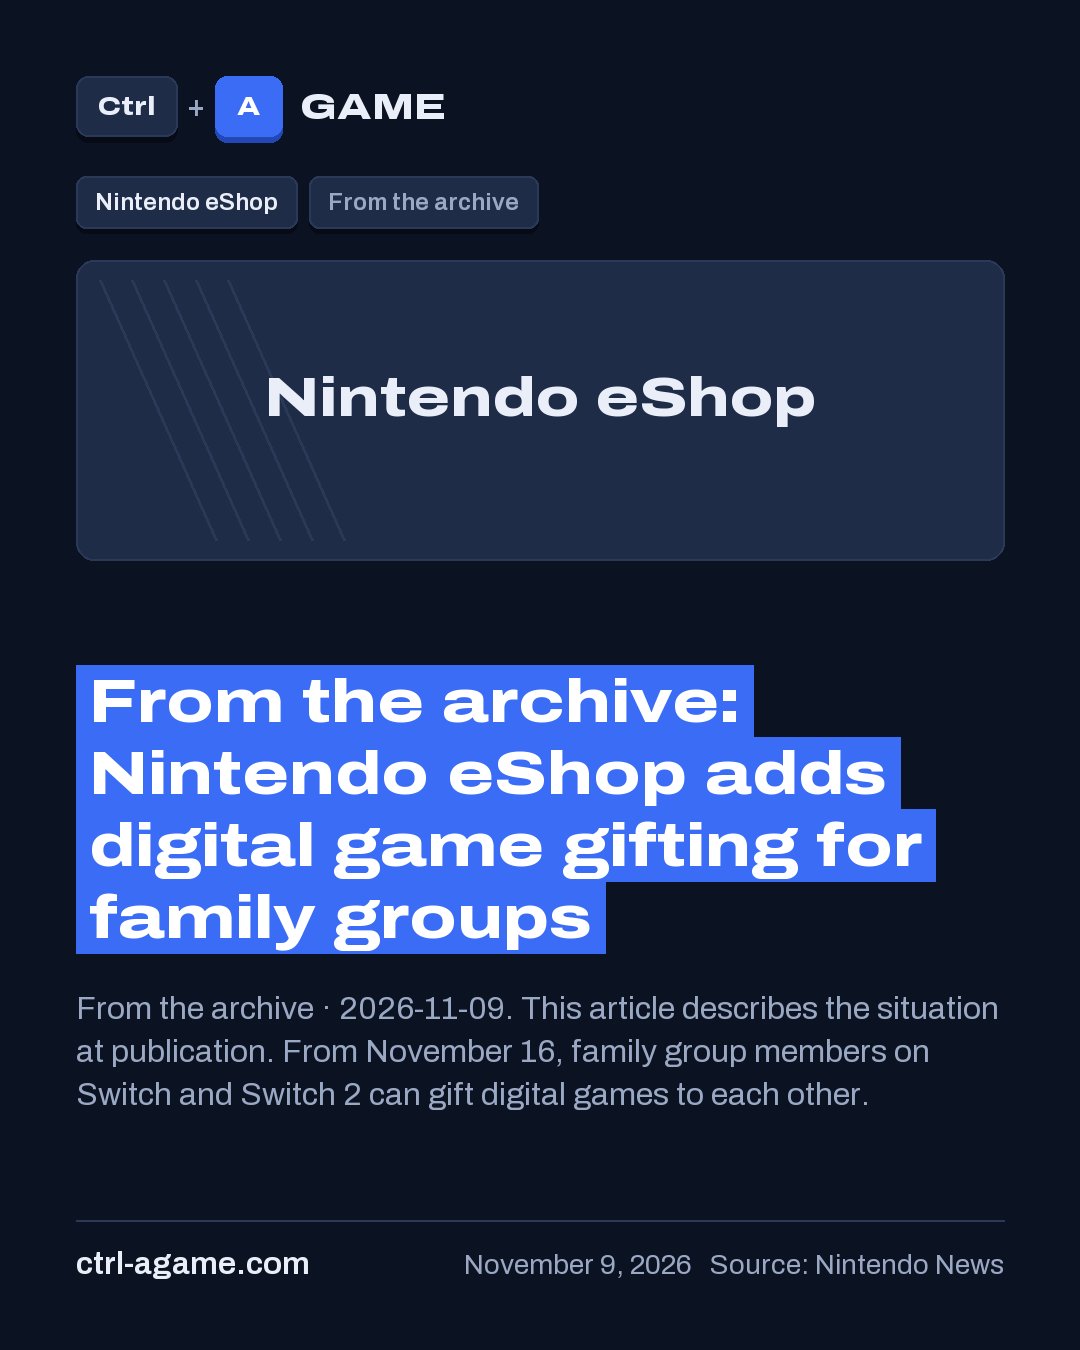 Ctrl + A GAME
Nintendo eShop From the archive
Nintendo eShop
From the archive:
Nintendo eShop adds
digital game gifting for
family groups
From the archive · 2026-11-09. This article describes the situation
at publication. From November 16, family group members on
Switch and Switch 2 can gift digital games to each other.
ctrl-agame.com November 9, 2026 Source: Nintendo News